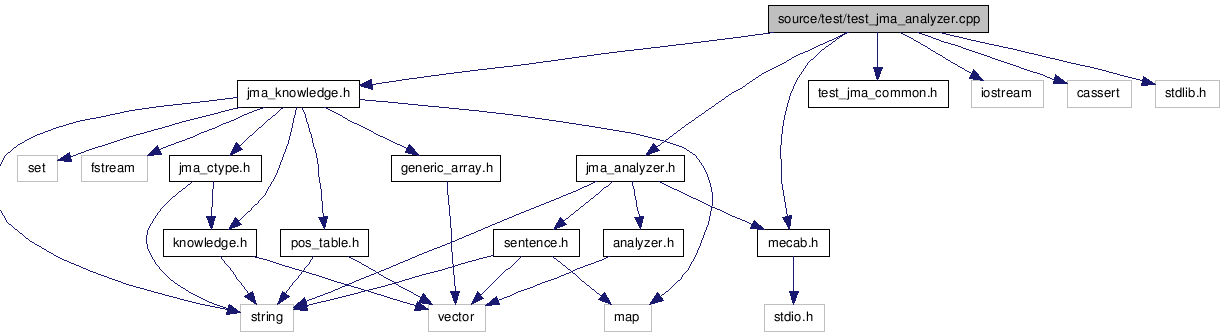 source/test/test_jma_analyzer.cpp
jma_knowledge.h
test_jma_common.h
iostream
cassert
stdlib.h
set
fstream
jma_ctype.h
generic_array.h
jma_analyzer.h
knowledge.h
pos_table.h
sentence.h
analyzer.h
mecab.h
string
vector
map
stdio.h